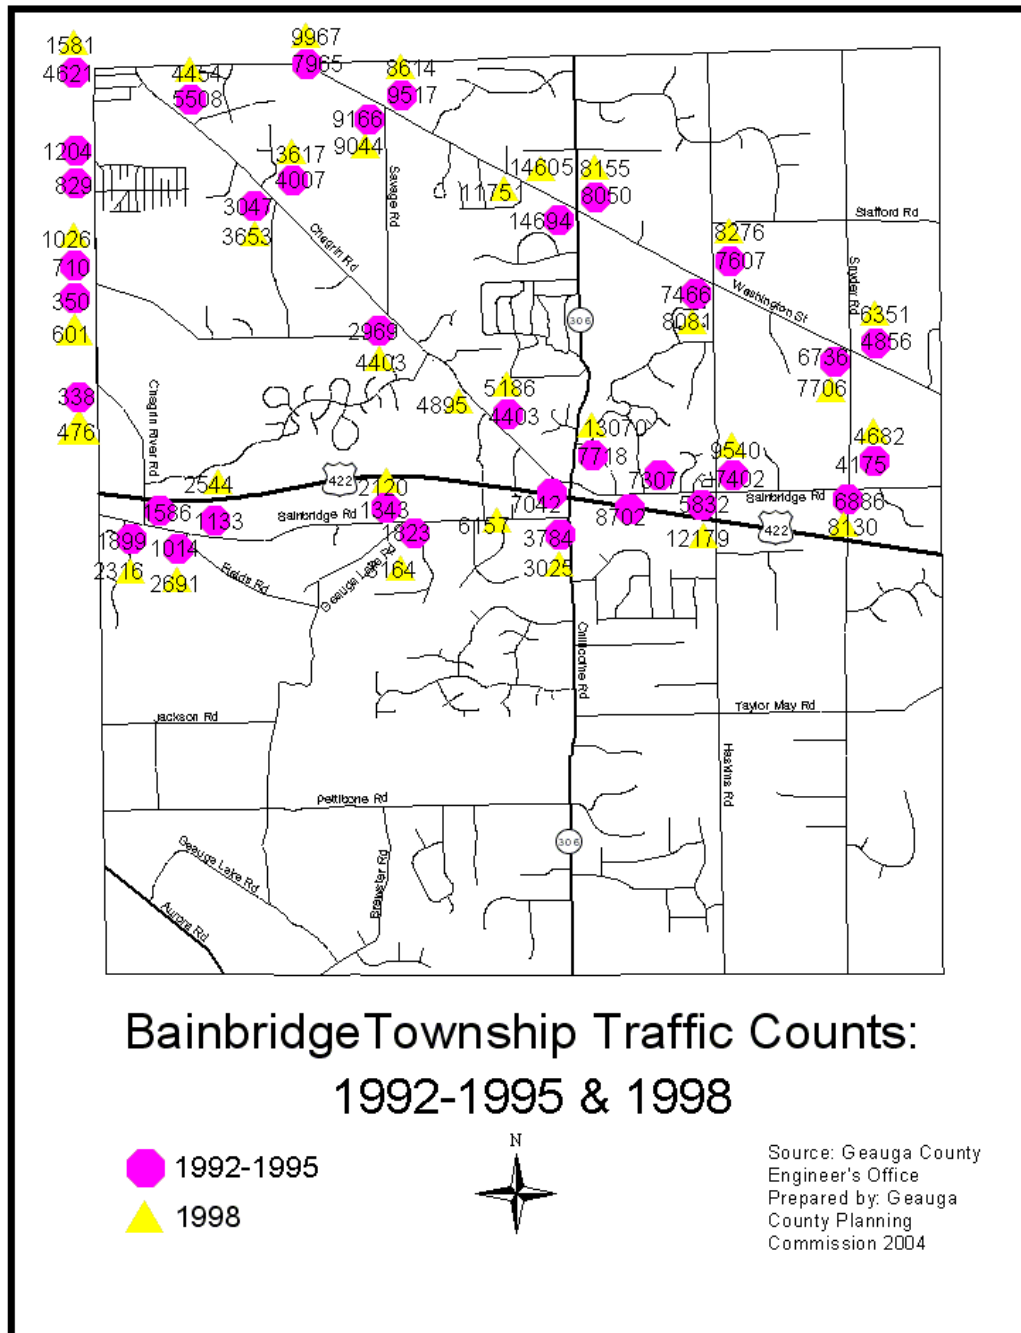 9967
1581
7965
4621
4454
8614
5508
9517
9166
9044
1204
3617
14605
8155
829
4007
11751
8050
3047
14694
Savage Rd
Stafford Rd
3653
Chagrin Rd
1026
8276
710
7607
Snyder Rd
350
7466
Washington St
601
2969
306
8081
6351
4856
4403
6736
7706
338
Chagrin River Rd
5186
4895
4403
476
13070
4682
7718
9540
4175
2544
422
2120
7307
7402
7042
Bainbridge Rd
6886
1586
1133
1343
Bainbridge Rd
8702
5832
422
1899
1014
1823
6157
3784
12179
8130
2316
2691
Fields Rd
Geauga Lake Rd
3025
Chillicothe Rd
Jackson Rd
Taylor May Rd
Haskins Rd
Pettibone Rd
306
Geauga Lake Rd
Brewster Rd
Aurora Rd
Bainbridge Township Traffic Counts:
1992-1995 & 1998
N
1992-1995
1998
Source: Geauga County
Engineer's Office
Prepared by: Geauga
County Planning
Commission 2004